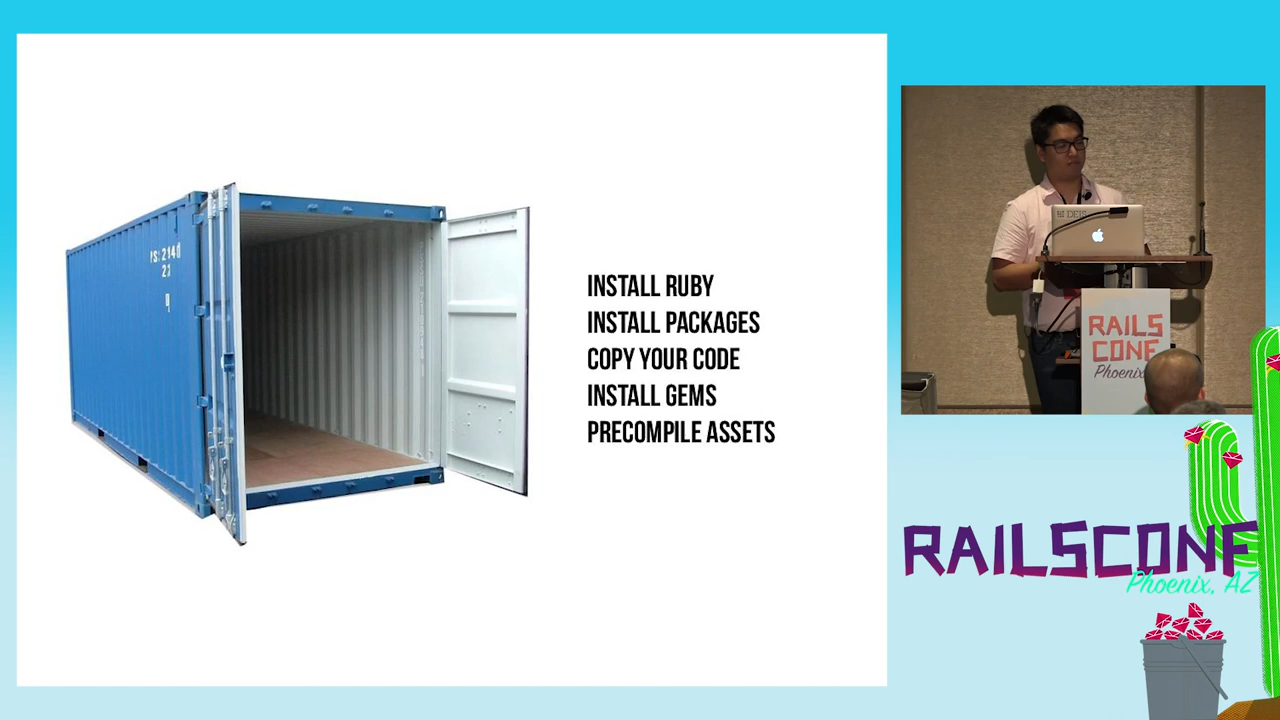 INSTALL RUBY
INSTALL PACKAGES
COPY YOUR CODE
INSTALL GEMS
PRECOMPILE ASSETS
RAILS
CONF
Phoenix
RAILSCONF
Phoenix, AZ